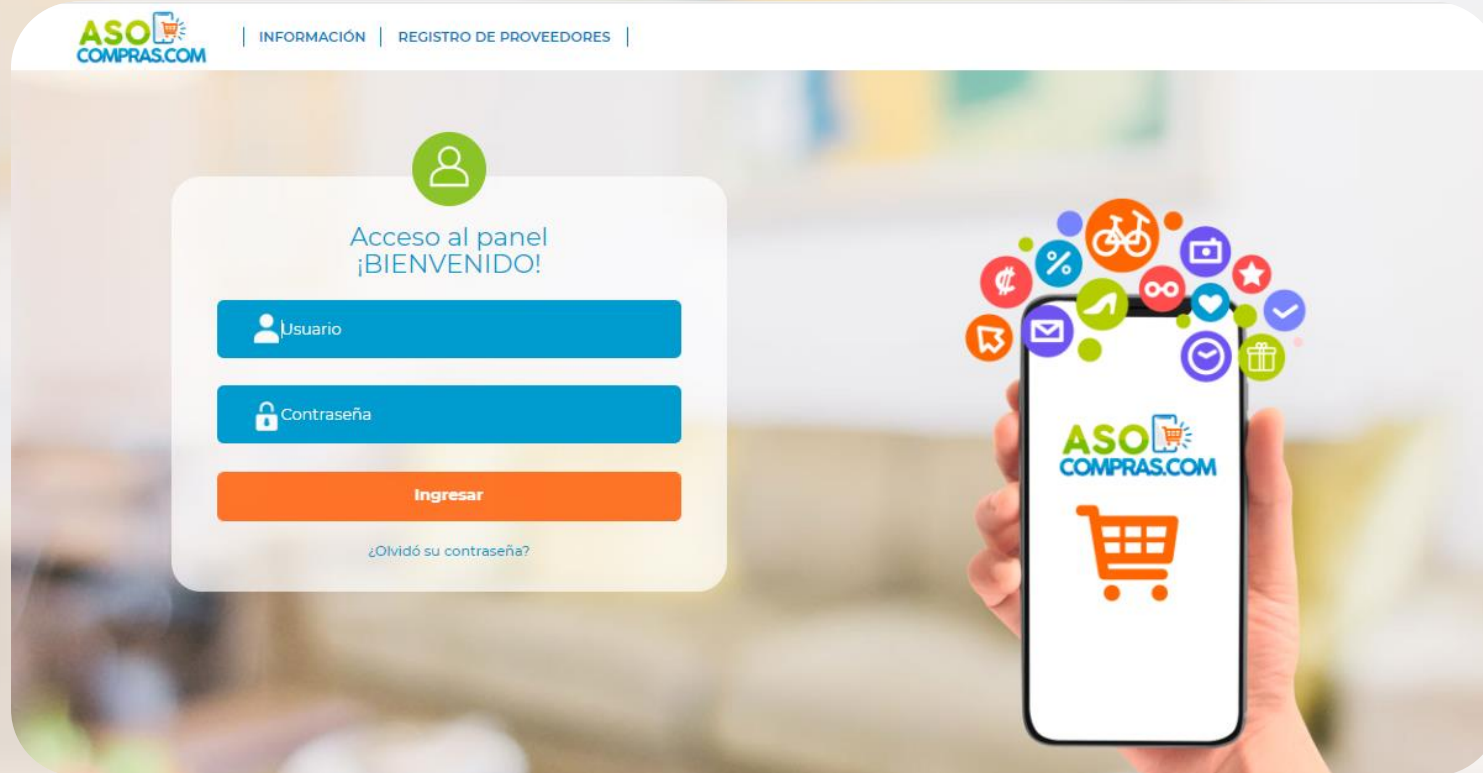 ASO
COMPRAS.COM
INFORMACIÓN
REGISTRO DE PROVEEDORES
Acceso al panel
¡BIENVENIDO!
Usuario
Contraseña
Ingresar
¿Olvidó su contraseña?
%
₡
ASO
COMPRAS.COM